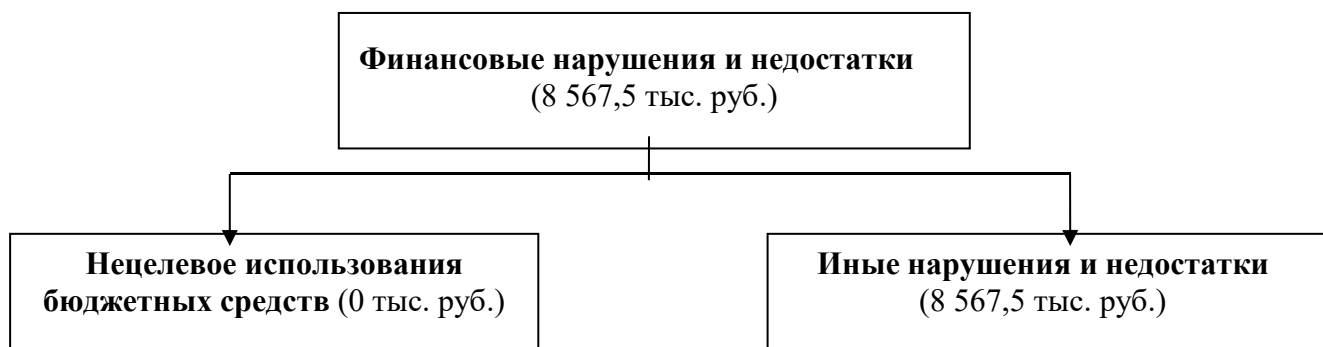 Финансовые нарушения и недостатки
(8 567,5 тыс. руб.)
Нецелевое использования
бюджетных средств (0 тыс. руб.)
Иные нарушения и недостатки
(8 567,5 тыс. руб.)